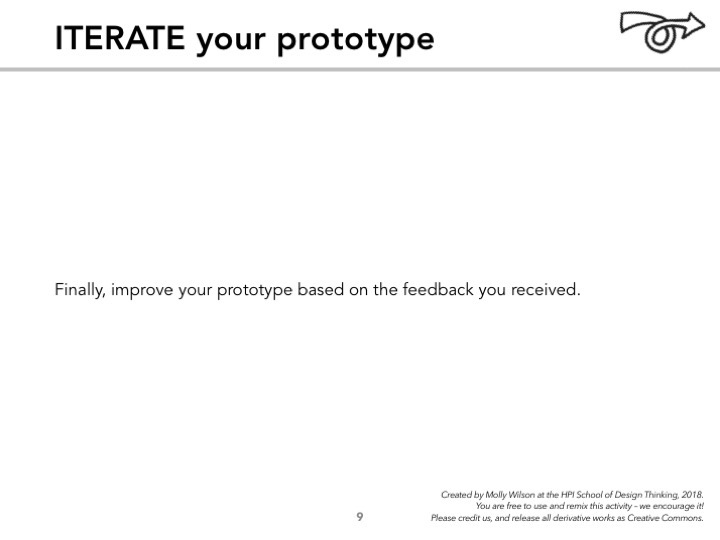 ITERATE your prototype
Finally, improve your prototype based on the feedback you received.
Created by Molly Wilson at the HPI School of Design Thinking, 2018.
You are free to use and remix this activity - we encourage it!
9
Please credit us, and release all derivative works as Creative Commons.